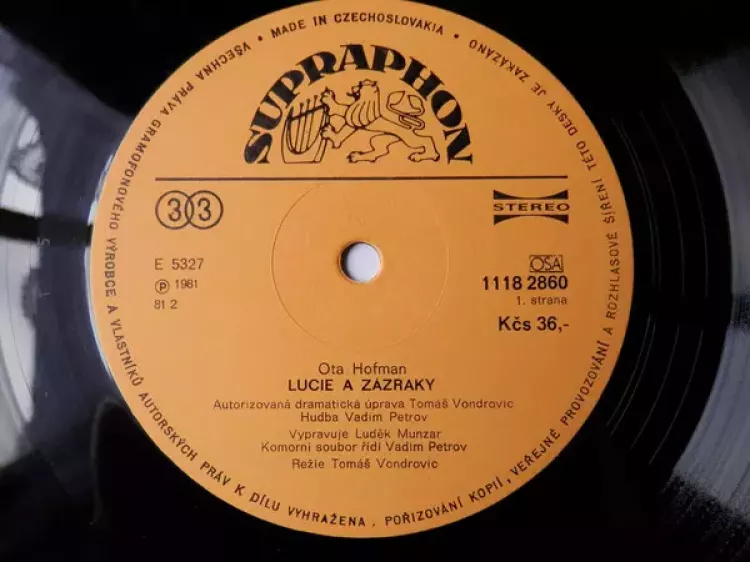 VŠECHNA PRÁVA GRAMOFONOVÉHO VÝROBCE A VLASTNÍKŮ AUTORSKÝCH PRÁV K DÍLU VYHRAŽENA. POŘIZOVÁNÍ KOPIÍ, VEŘEJNÉ PROVOZOVÁNÍ A ROZHLASOVÉ ŠÍŘENÍ TÉTO DESKY JE ZAKÁZÁNO • MADE IN CZECHOSLOVAKIA •
SUPRAPHON
33
STEREO
E 5327
Ⓟ 1981
81 2
OSA
1118 2860
1. strana
Kčs 36,-
Ota Hofman
LUCIE A ZÁZRAKY
Autorizovaná dramatická úprava Tomáš Vondrovic
Hudba Vadim Petrov
Vypravuje Luděk Munzar
Komorní soubor řídí Vadim Petrov
Režie Tomáš Vondrovic